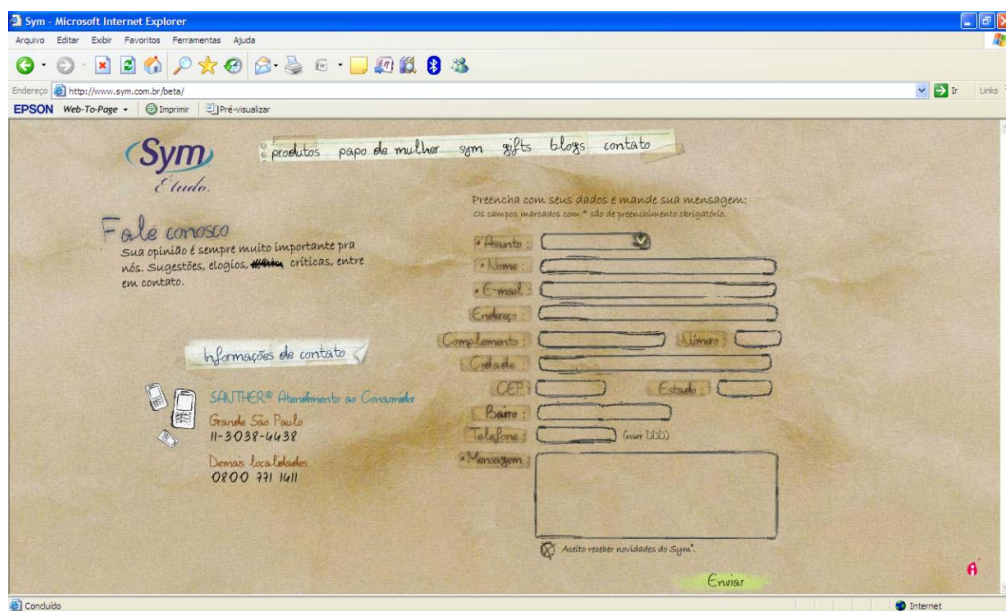 Sym - Microsoft Internet Explorer
Arquivo Editar Exibir Favoritos Ferramentas Ajuda
Endereço http://www.sym.com.br/beta/ Ir Links
EPSON Web-To-Page Imprimir Pré-visualizar
Sym
É tudo.
produtos papo de mulher sym gifts blogs contato
Fale conosco
Sua opinião é sempre muito importante pra
nós. Sugestões, elogios, críticas, entre
em contato.
Informações de contato
SANTHER® Atendimento ao Consumidor
Grande São Paulo
11-3038-4438
Demais localidades
0800 771 1411
Preencha com seus dados e mande sua mensagem:
Os campos marcados com * são de preenchimento obrigatório.
* Assunto :
* Nome :
* E-mail :
Endereço :
Complemento : Número :
Cidade :
CEP : Estado :
Bairro :
Telefone : (inserir DDD)
* Mensagem :
Aceito receber novidades do Sym*.
Enviar
Concluído Internet